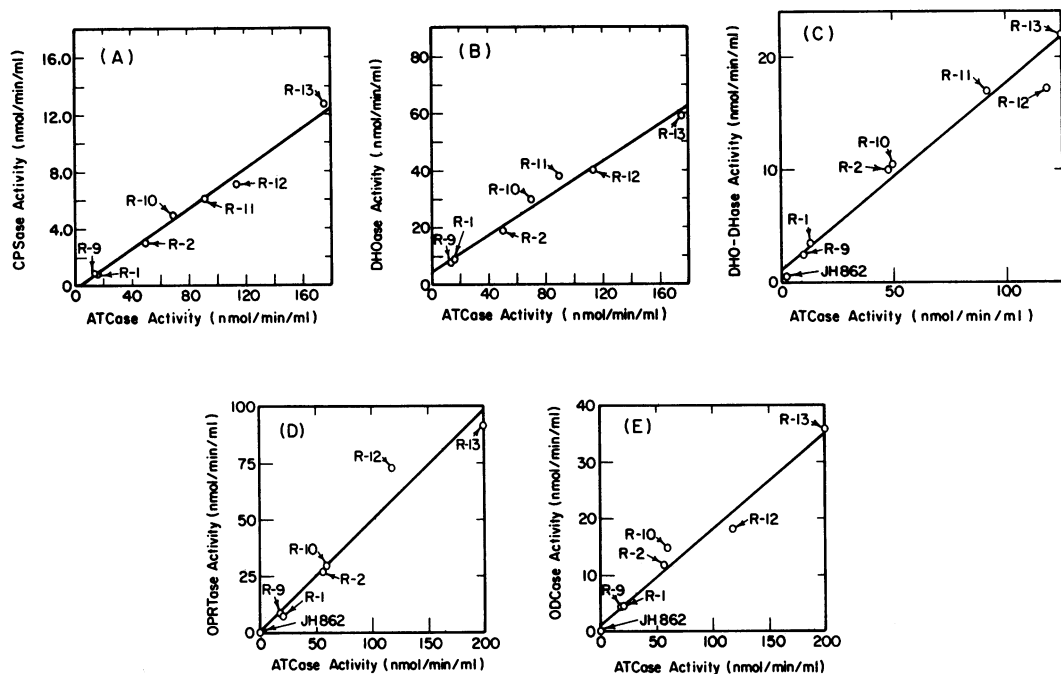 (A)
CPSase Activity (nmol/min/ml)
16.0
12.0
8.0
4.0
0
R-13
R-12
R-10
R-11
R-2
R-9
R-1
0 40 80 120 160
ATCase Activity (nmol/min/ml)
(B)
DHOase Activity (nmol/min/ml)
80
60
40
20
0
R-13
R-11
R-12
R-10
R-1
R-9
R-2
0 40 80 120 160
ATCase Activity (nmol/min/ml)
(C)
DHO-DHase Activity (nmol/min/ml)
20
10
0
R-13
R-11
R-12
R-10
R-2
R-1
R-9
JH862
0 50 100
ATCase Activity (nmol/min/ml)
(D)
OPRTase Activity (nmol/min/ml)
100
75
50
25
0
R-13
R-12
R-10
R-2
R-9
R-1
JH862
0 50 100 150 200
ATCase Activity (nmol/min/ml)
(E)
ODCase Activity (nmol/min/ml)
40
30
20
10
0
R-13
R-12
R-10
R-2
R-9
R-1
JH862
0 50 100 150 200
ATCase Activity (nmol/min/ml)